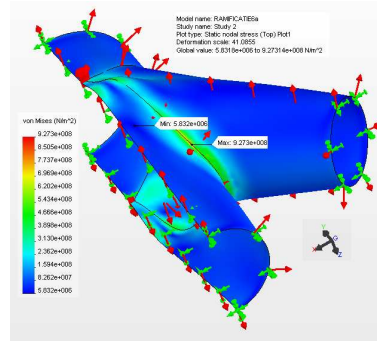 Model name: RAMIFICATIE6a
Study name: Study 2
Plot type: Static nodal stress (Top) Plot1
Deformation scale: 41.0855
Global value: 5.8318e+006 to 9.27314e+008 N/m^2
von Mises (N/m^2)
9.273e+008
8.505e+008
7.737e+008
6.969e+008
6.202e+008
5.434e+008
4.666e+008
3.898e+008
3.130e+008
2.362e+008
1.594e+008
8.262e+007
5.832e+006
Min: 5.832e+006
Max: 9.273e+008
Y
G
X
Z